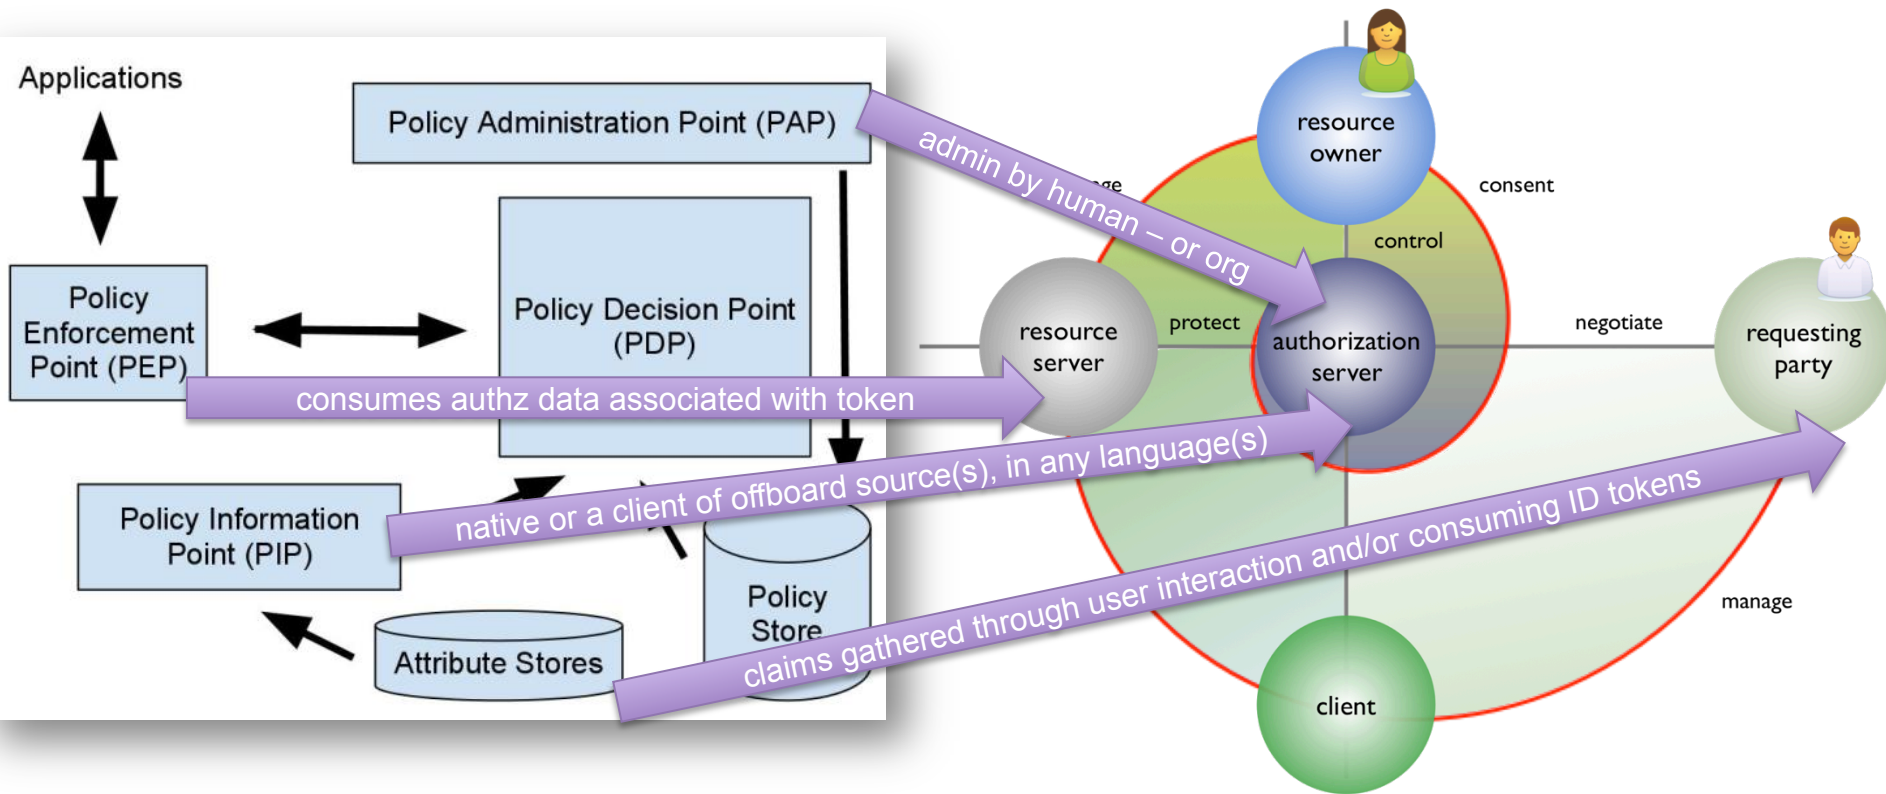 Applications
Policy Administration Point (PAP)
Policy
Enforcement
Point (PEP)
Policy Decision Point
(PDP)
Policy Information
Point (PIP)
Attribute Stores
Policy
Store
admin by human – or org
consumes authz data associated with token
native or a client of offboard source(s), in any language(s)
claims gathered through user interaction and/or consuming ID tokens
resource
owner
consent
control
resource
server
protect
authorization
server
negotiate
requesting
party
manage
client